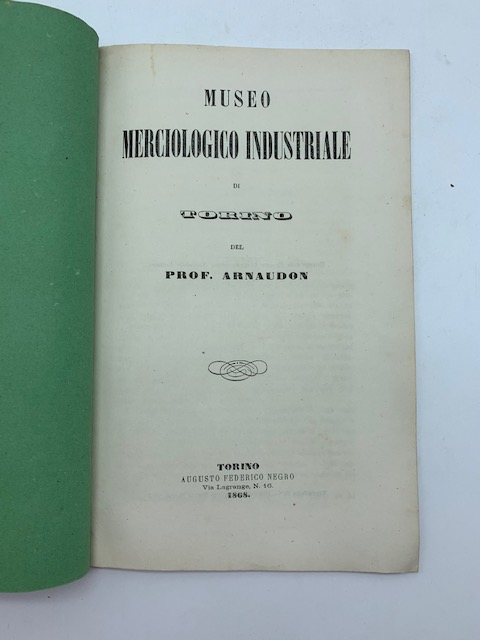 MUSEO
MERCIOLOGICO INDUSTRIALE
DI
TORINO
DEL
PROF. ARNAUDON
TORINO
AUGUSTO FEDERICO NEGRO
Via Lagrange, N. 16.
1868.